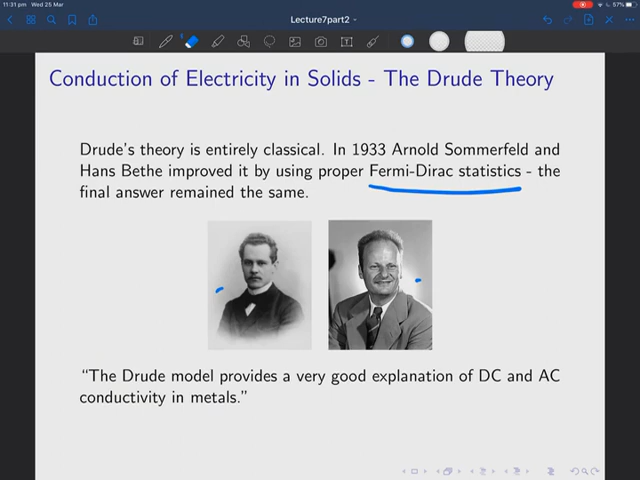 11:31 pm Wed 25 Mar
57%
Lecture7part2
Conduction of Electricity in Solids - The Drude Theory
Drude's theory is entirely classical. In 1933 Arnold Sommerfeld and
Hans Bethe improved it by using proper Fermi-Dirac statistics - the
final answer remained the same.
“The Drude model provides a very good explanation of DC and AC
conductivity in metals.”